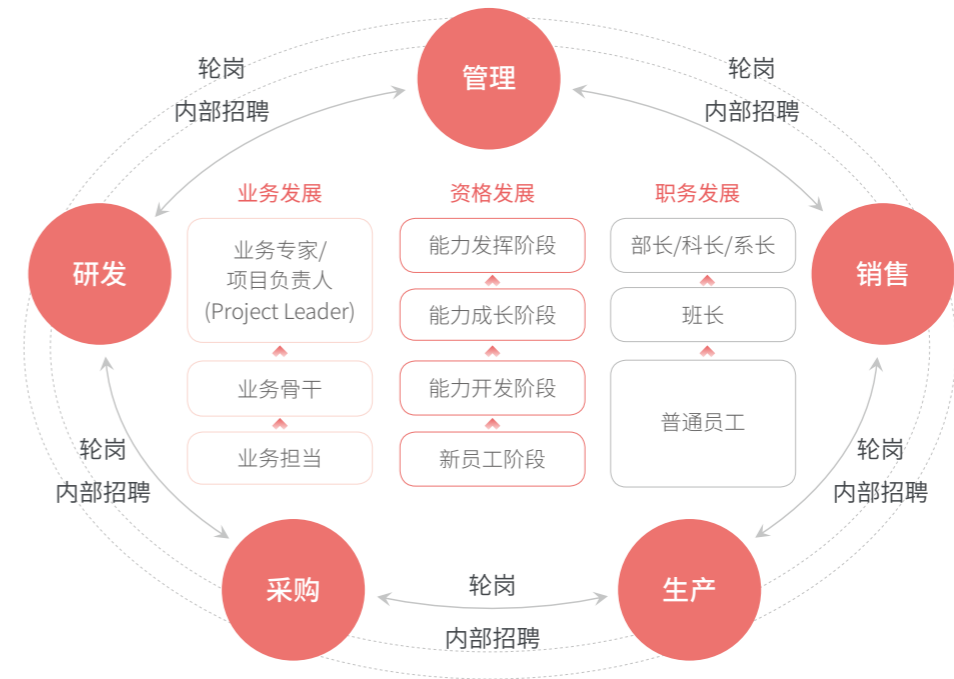 管理
轮岗
内部招聘
轮岗
内部招聘
研发
销售
业务发展
业务专家/
项目负责人
(Project Leader)
业务骨干
业务担当
资格发展
能力发挥阶段
能力成长阶段
能力开发阶段
新员工阶段
职务发展
部长/科长/系长
班长
普通员工
轮岗
内部招聘
轮岗
内部招聘
采购
轮岗
内部招聘
生产